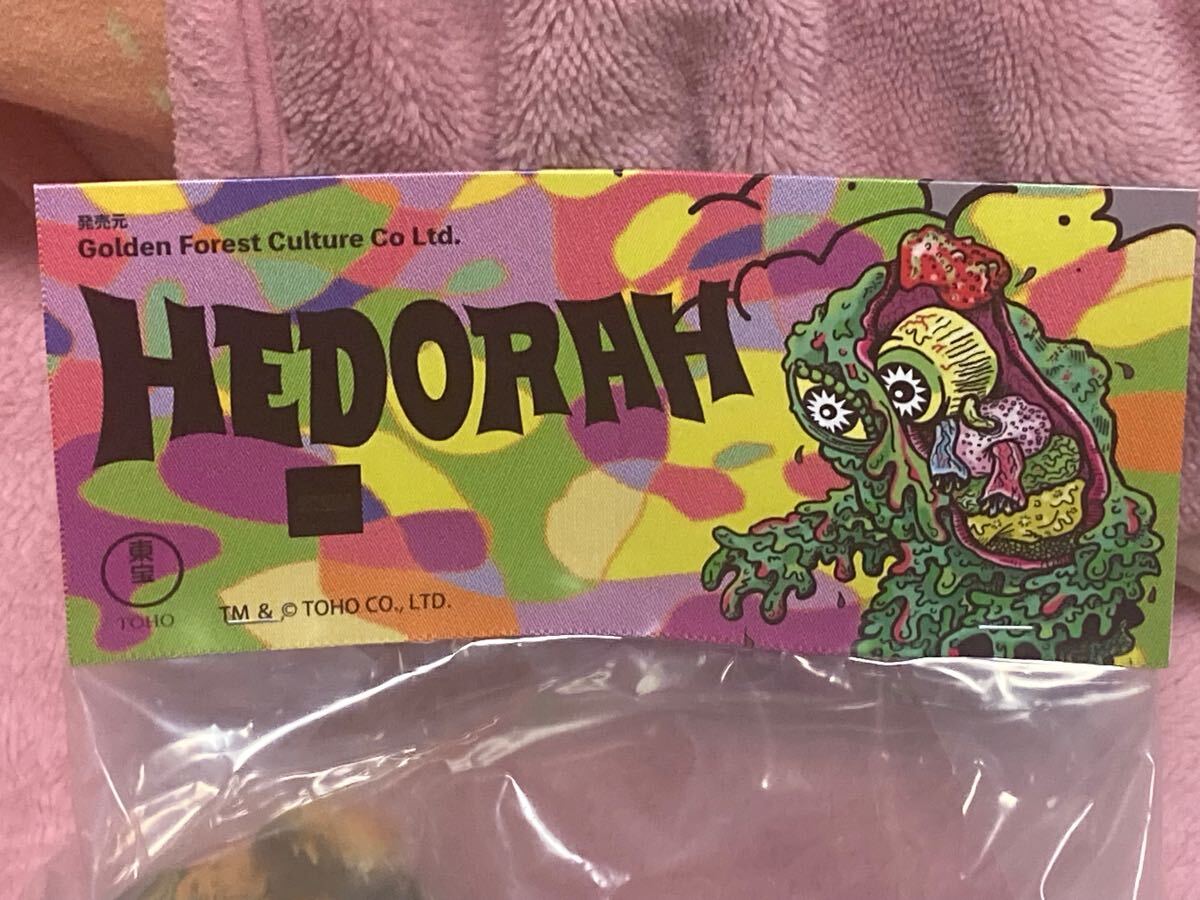 発売元
Golden Forest Culture Co Ltd.
HEDORAH
東宝
TOHO
TM & © TOHO CO., LTD.